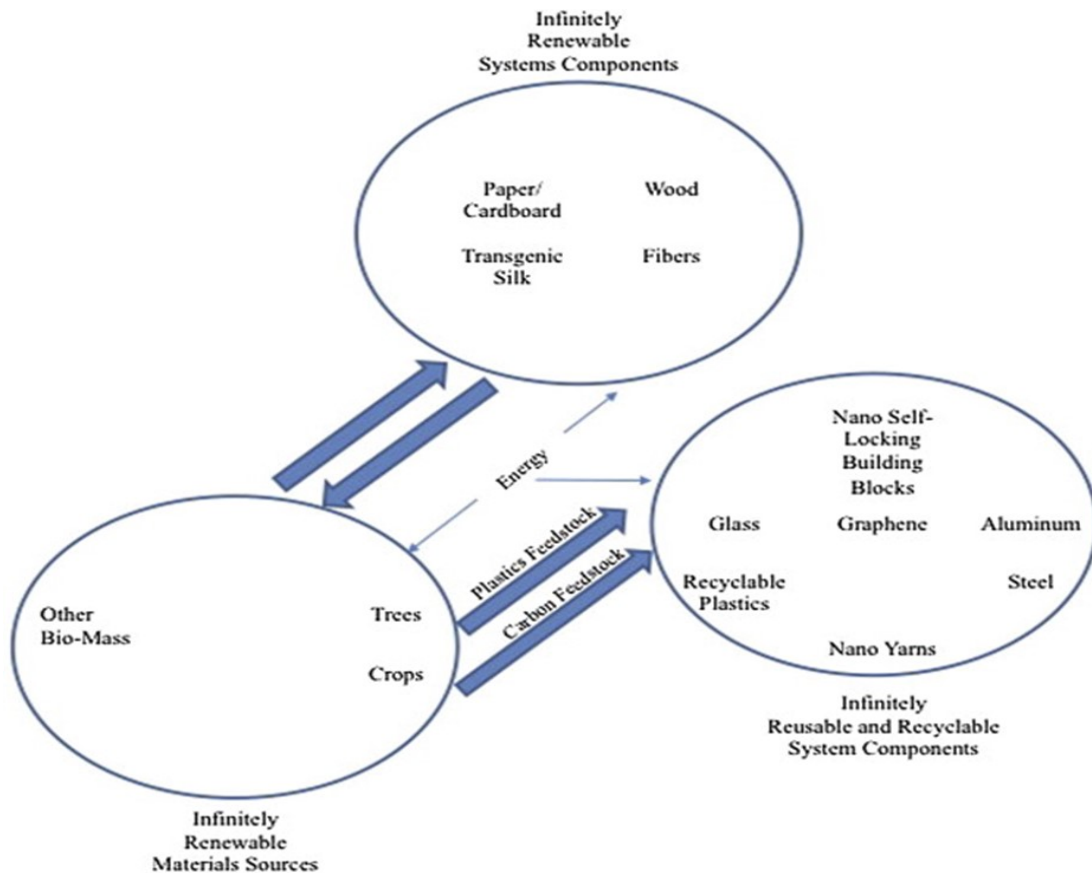 Infinitely
Renewable
Systems Components
Paper/
Cardboard
Wood
Transgenic
Silk
Fibers
Energy
Nano Self-
Locking
Building
Blocks
Glass
Graphene
Aluminum
Recyclable
Plastics
Steel
Nano Yarns
Infinitely
Reusable and Recyclable
System Components
Plastics Feedstock
Carbon Feedstock
Other
Bio-Mass
Trees
Crops
Infinitely
Renewable
Materials Sources